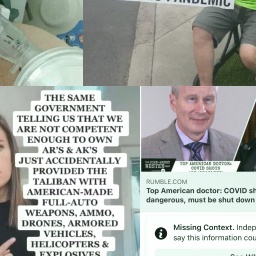 PANDEMIC
THE SAME
GOVERNMENT
TELLING US THAT WE
ARE NOT COMPETENT
ENOUGH TO OWN
AR'S & AK'S
JUST ACCIDENTALLY
PROVIDED THE
TALIBAN WITH
AMERICAN-MADE
FULL-AUTO
WEAPONS, AMMO,
DRONES, ARMORED
VEHICLES,
HELICOPTERS &
EXPLOSIVES
TOP AMERICAN DOCTOR:
COVID SHOTS
RUMBLE.COM
Top American doctor: COVID sh
dangerous, must be shut down
Missing Context. Indep
say this information cou